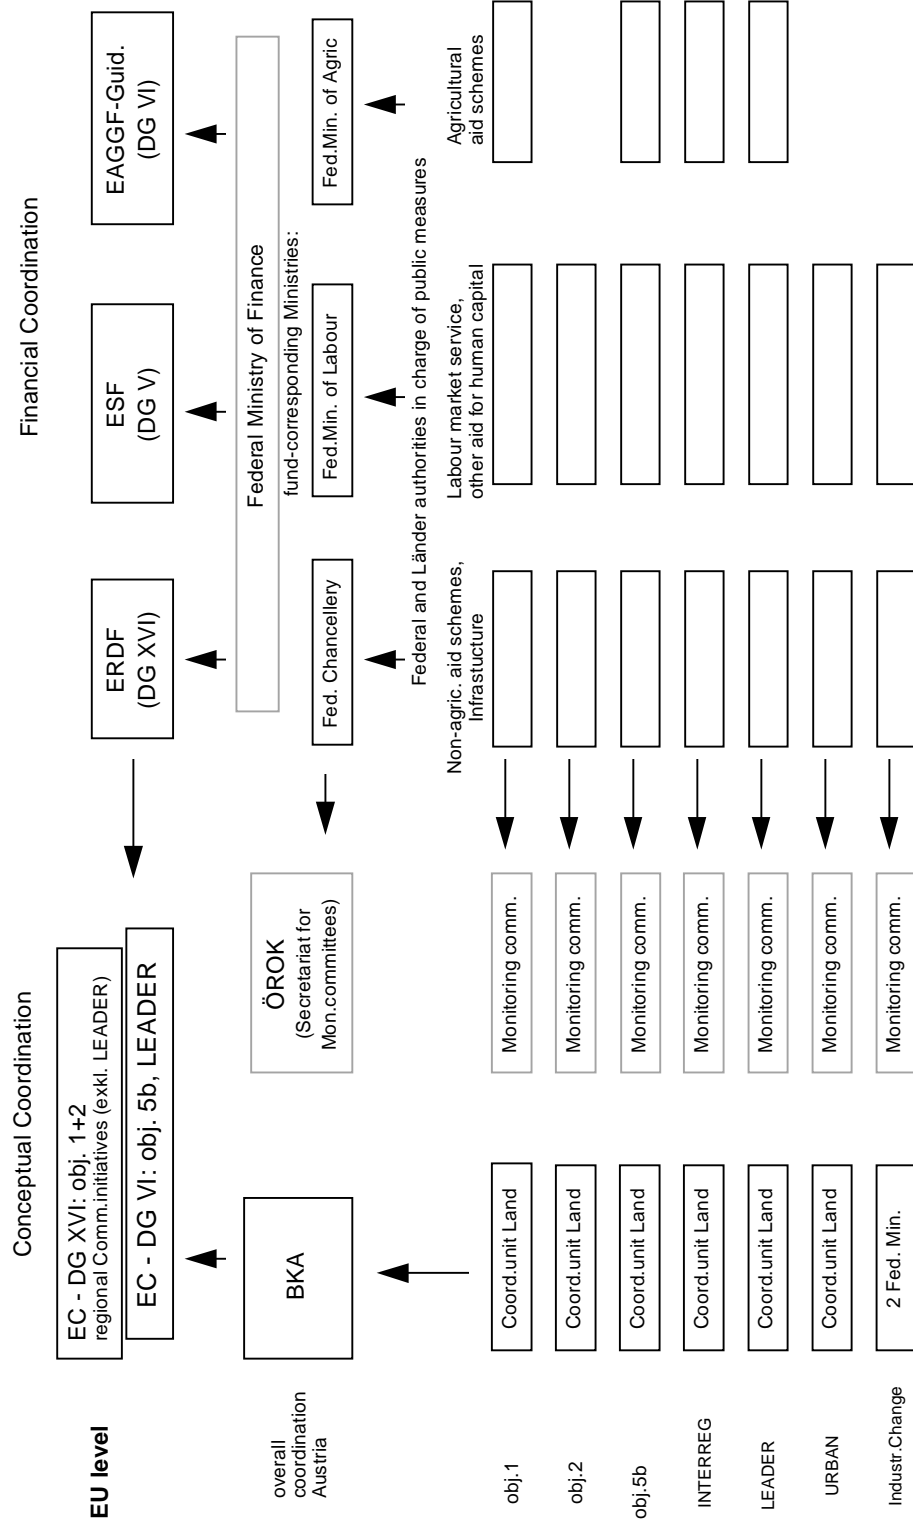 Conceptual Coordination
Financial Coordination
EU level
EC - DG XVI: obj. 1+2
regional Comm.initiatives (exkl. LEADER)
EC - DG VI: obj. 5b, LEADER
ERDF
(DG XVI)
ESF
(DG V)
EAGGF-Guid.
(DG VI)
Federal Ministry of Finance
fund-corresponding Ministries:
overall
coordination
Austria
BKA
ÖROK
(Secretariat for
Mon.committees)
Fed. Chancellery
Fed.Min. of Labour
Fed.Min. of Agric
Federal and Länder authorities in charge of public measures
Non-agric. aid schemes,
Infrastucture
Labour market service,
other aid for human capital
Agricultural
aid schemes
obj.1
Coord.unit Land
Monitoring comm.
obj.2
Coord.unit Land
Monitoring comm.
obj.5b
Coord.unit Land
Monitoring comm.
INTERREG
Coord.unit Land
Monitoring comm.
LEADER
Coord.unit Land
Monitoring comm.
URBAN
Coord.unit Land
Monitoring comm.
Industr.Change
2 Fed. Min.
Monitoring comm.